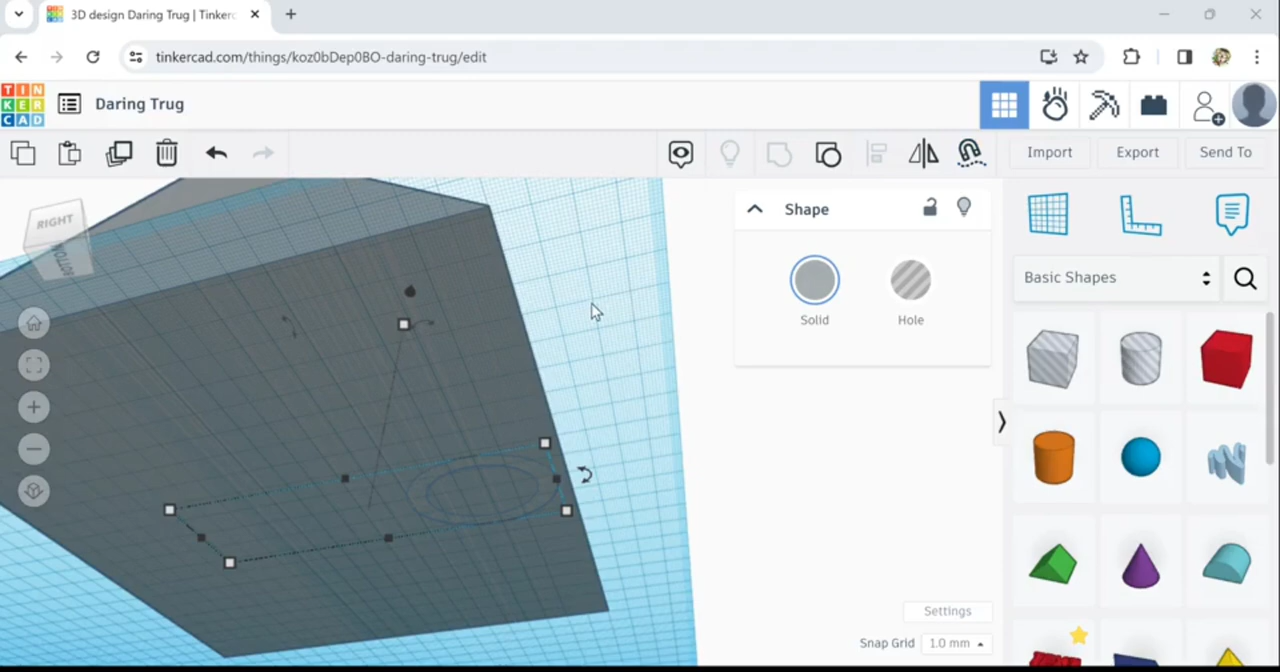 3D design Daring Trug | Tinkerc
tinkercad.com/things/koz0bDep0BO-daring-trug/edit
TIN
KER
CAD
Daring Trug
Import
Export
Send To
RIGHT
BOTTOM
Shape
Solid
Hole
Basic Shapes
Settings
Snap Grid
1.0 mm